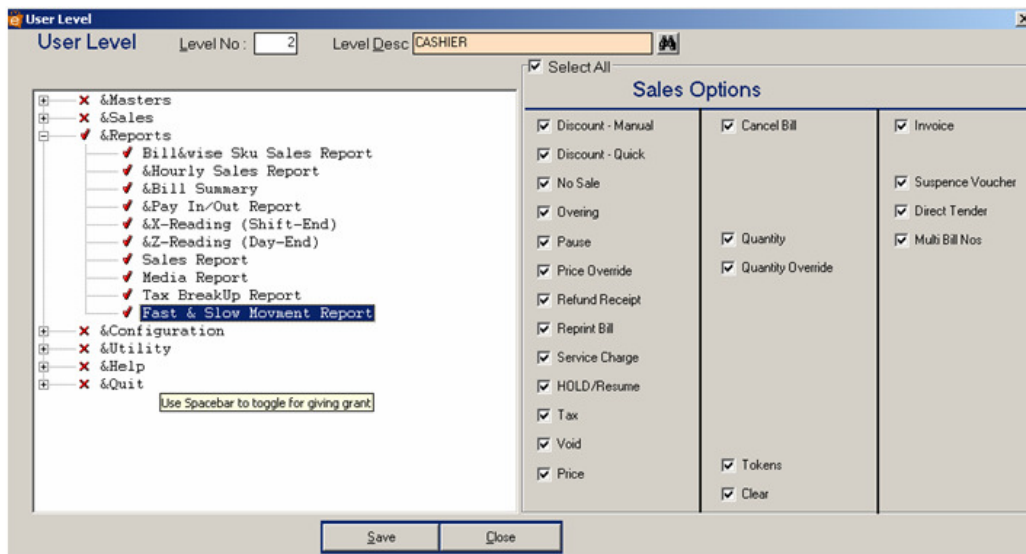 User Level
User Level Level No : 2 Level Desc CASHIER
Select All
Sales Options
&Masters
&Sales
&Reports
Bill&wise Sku Sales Report
&Hourly Sales Report
&Bill Summary
&Pay In/Out Report
&X-Reading (Shift-End)
&Z-Reading (Day-End)
Sales Report
Media Report
Tax BreakUp Report
Fast & Slow Movment Report
&Configuration
&Utility
&Help
&Quit
Use Spacebar to toggle for giving grant
Discount - Manual
Discount - Quick
No Sale
Overing
Pause
Price Override
Refund Receipt
Reprint Bill
Service Charge
HOLD/Resume
Tax
Void
Price
Cancel Bill
Quantity
Quantity Override
Tokens
Clear
Invoice
Suspence Voucher
Direct Tender
Multi Bill Nos
Save Close